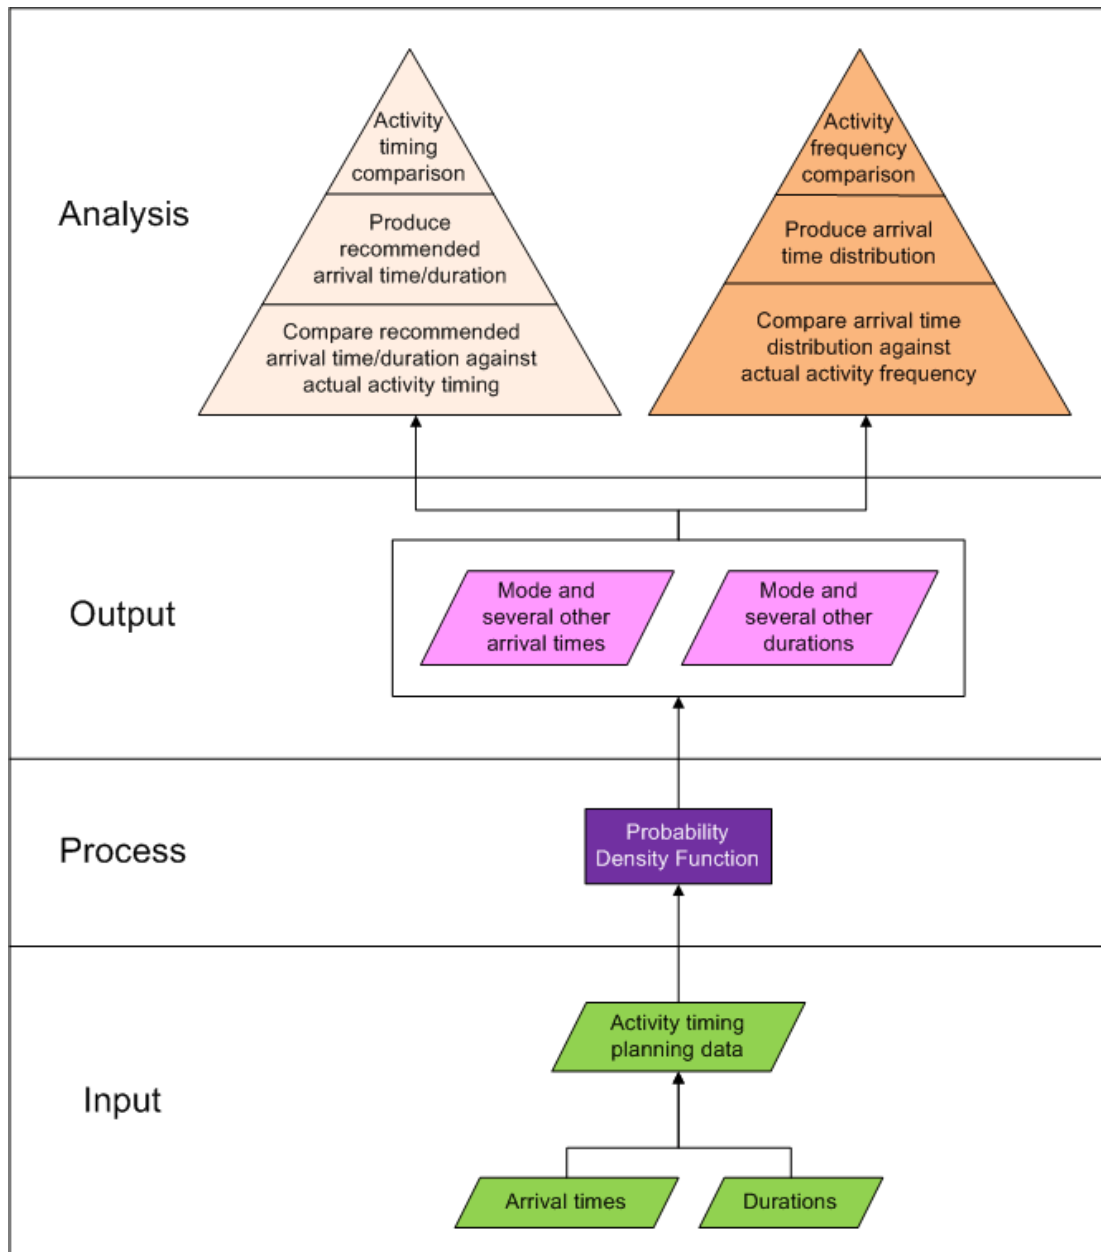 Analysis
Activity
timing
comparison
Produce
recommended
arrival time/duration
Compare recommended
arrival time/duration against
actual activity timing
Activity
frequency
comparison
Produce arrival
time distribution
Compare arrival time
distribution against
actual activity frequency
Output
Mode and
several other
arrival times
Mode and
several other
durations
Process
Probability
Density Function
Input
Activity timing
planning data
Arrival times
Durations